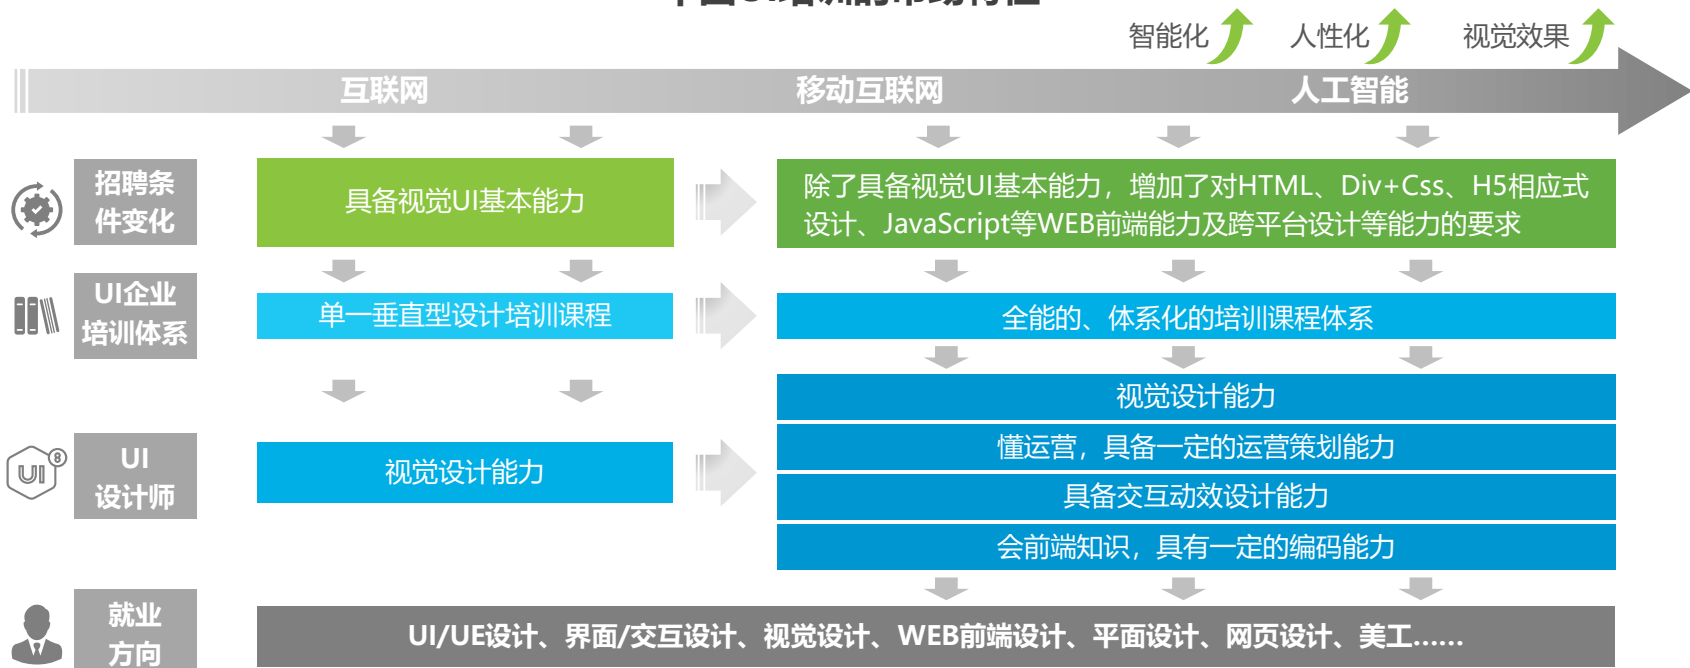 智能化
人性化
视觉效果
互联网
移动互联网
人工智能
招聘条
件变化
具备视觉UI基本能力
除了具备视觉UI基本能力，增加了对HTML、Div+Css、H5相应式
设计、JavaScript等WEB前端能力及跨平台设计等能力的要求
UI企业
培训体系
单一垂直型设计培训课程
全能的、体系化的培训课程体系
视觉设计能力
懂运营，具备一定的运营策划能力
UI
设计师
UI
8
视觉设计能力
具备交互动效设计能力
会前端知识，具有一定的编码能力
就业
方向
UI/UE设计、界面/交互设计、视觉设计、WEB前端设计、平面设计、网页设计、美工......